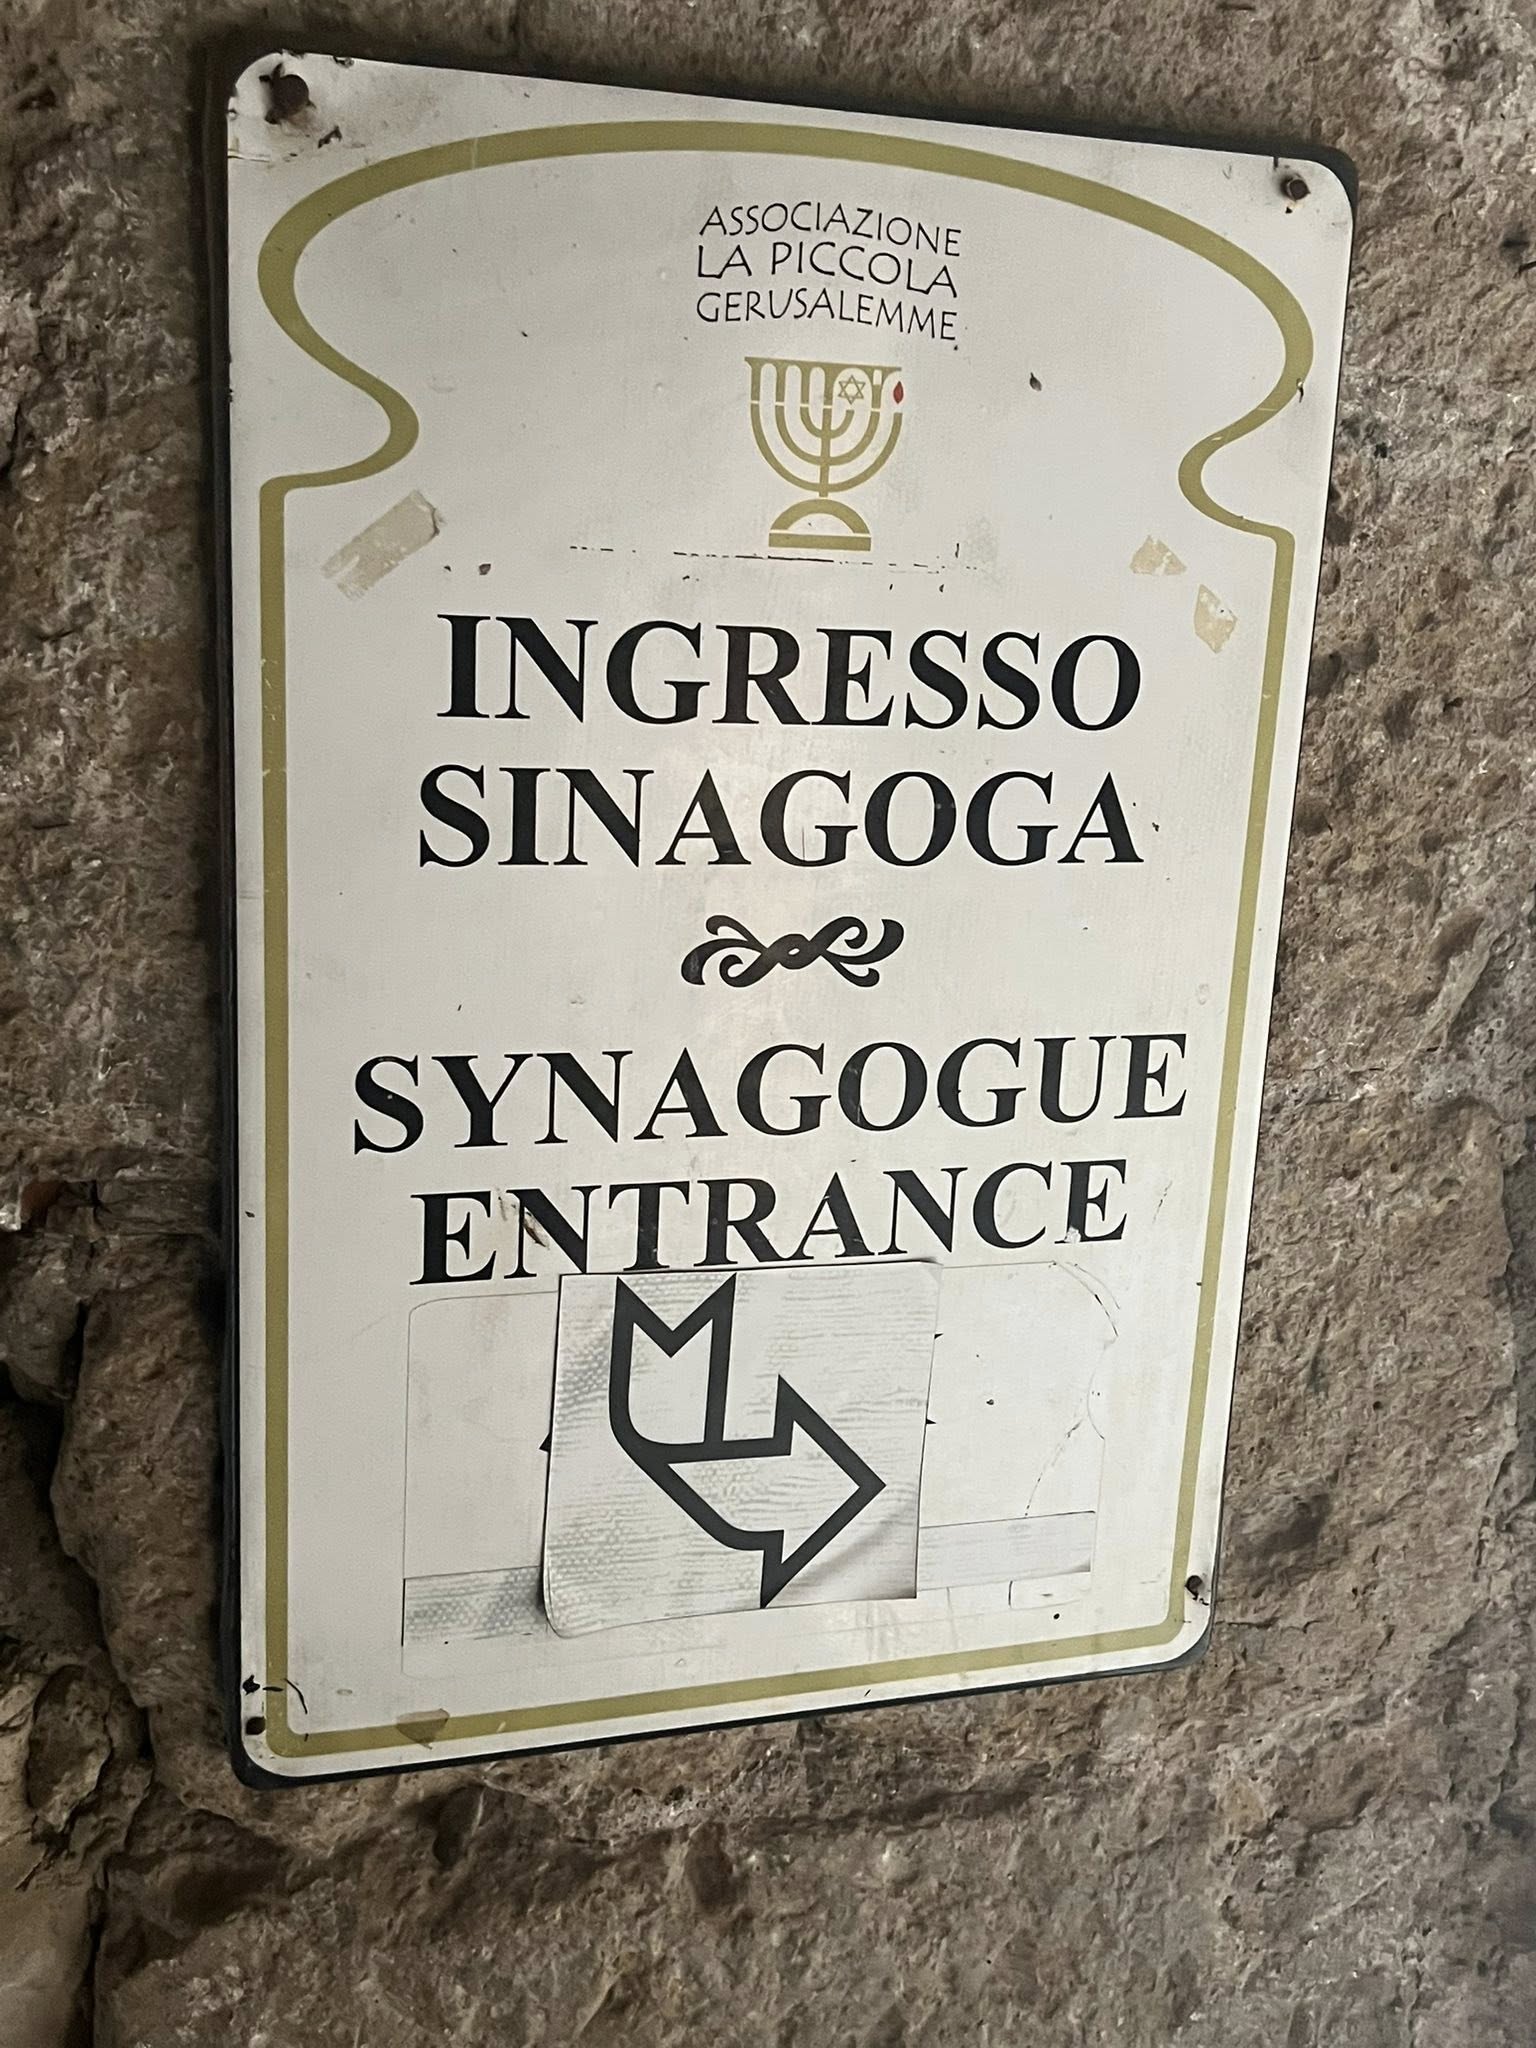 ASSOCIAZIONE
LA PICCOLA
GERUSALEMME
INGRESSO
SINAGOGA
SYNAGOGUE
ENTRANCE